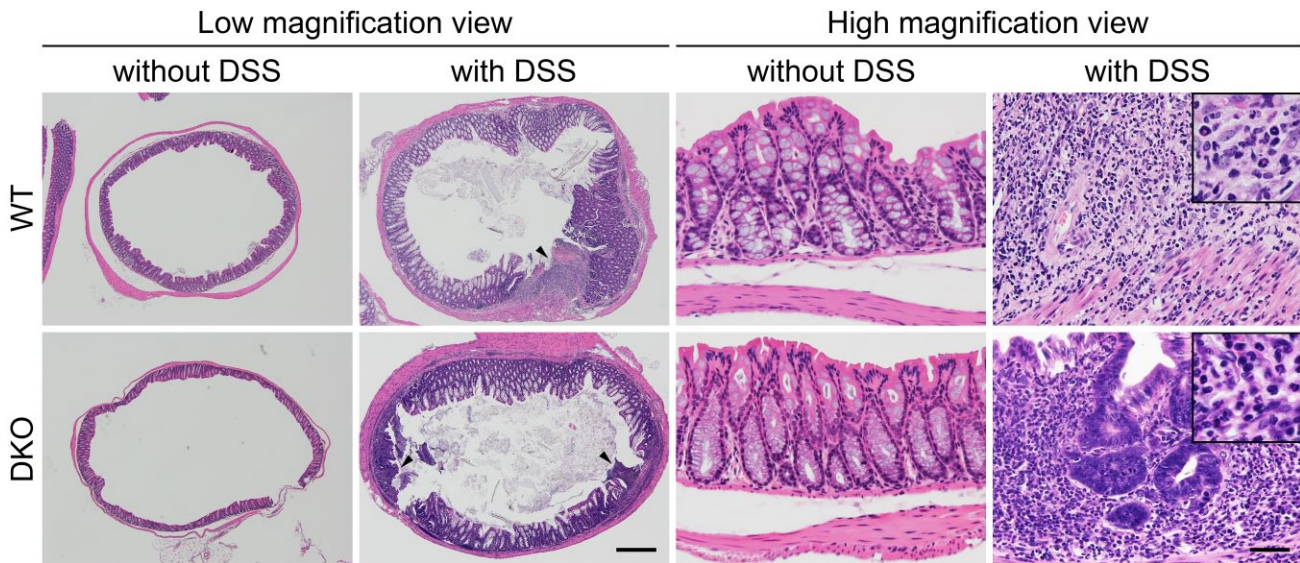 Low magnification view
High magnification view
without DSS
with DSS
without DSS
with DSS
WT
DKO